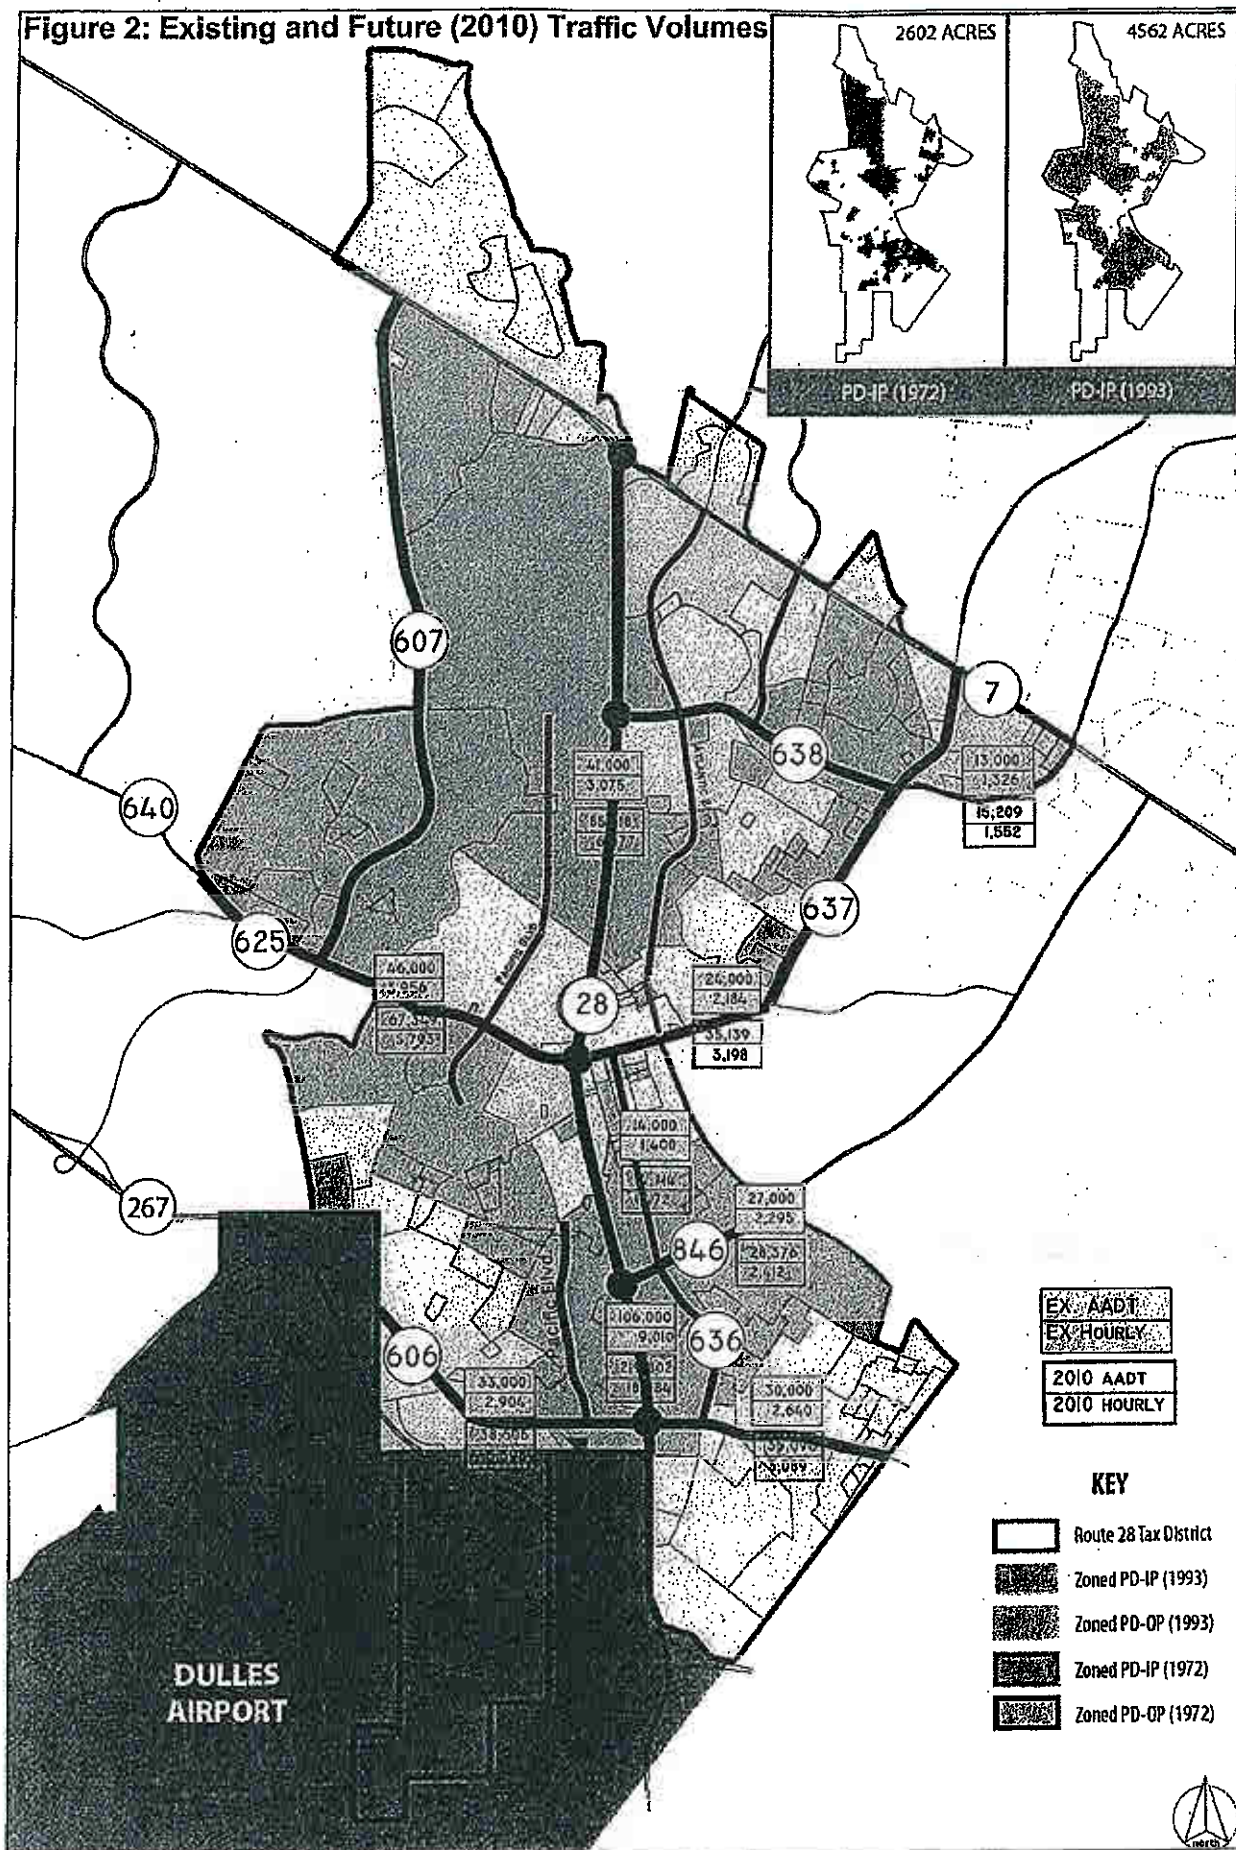 Figure 2: Existing and Future (2010) Traffic Volumes
2602 ACRES
4562 ACRES
PD-IP (1972)
PD-IP (1993)
607
7
638
41,000
3,075
13,000
1,326
15,209
1,552
640
637
625
46,000
24,000
2,184
35,139
3,198
28
14,000
1,400
267
27,000
2,295
28,376
846
106,000
9,010
636
606
33,000
2,904
30,000
2,640
EX. AADT
EX HOURLY
2010 AADT
2010 HOURLY
KEY
Route 28 Tax District
Zoned PD-IP (1993)
Zoned PD-OP (1993)
Zoned PD-IP (1972)
Zoned PD-OP (1972)
DULLES
AIRPORT
north